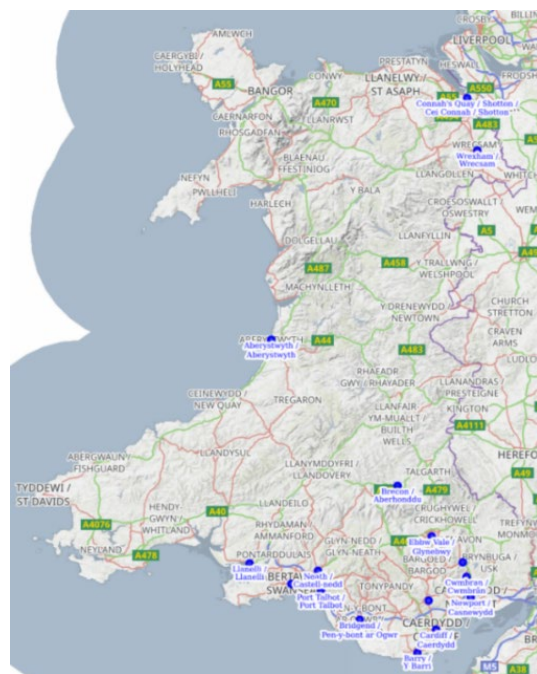 CROSBY
BILLIN
AMLWCH
LIVERPOOL
CAERGYBI /
HOLYHEAD
PRESTATYN
HESWALL
CONWY
LLANELWY /
ST ASAPH
FRODSH
A55
BANGOR
A55
A550
A470
Connah's Quay / Shotton /
Cei Connah / Shotton
CAERNARFON
LLANRWST
A483
RHOSGADFAN
WRECSAM
Wrexham /
Wrecsam
BLAENAU
FFESTINIOG
LLANGOLLEN
WHITCH
NEFYN
PWLLHELI
Y BALA
HARLECH
CROESOSWALLT /
OSWESTRY
WEM
A5
DOLGELLAU
LLANFYLLIN
A487
A458
Y TRALLWNG /
WELSHPOOL
MACHYNLLETH
CHURCH
STRETTON
Y DRENEWYDD /
NEWTOWN
ABERYSTWYTH
Aberystwyth /
Aberystwyth
A44
A483
CRAVEN
ARMS
LUDLO
RHAEADR
GWY / RHAYADER
LLANANDRAS /
PRESTEIGNE
CEINEWYDD /
NEW QUAY
TREGARON
LLANFAIR
YM-MUALLT /
BUILTH
WELLS
KINGTON
A4111
LLANDYSUL
ABERGWAUN /
FISHGUARD
LLANYMDDYFRI /
LLANDOVERY
TALGARTH
HEREFO
A49
TYDDEWI /
ST DAVIDS
Brecon /
Aberhonddu
A479
HENDY-
GWYN /
WHITLAND
A40
LLANDEILO
CRUGHYWEL /
CRICKHOWELL
A4076
RHYDAMAN /
AMMANFORD
GLYN-NEDD /
GLYN-NEATH
Ebbw Vale /
Glynebwy
NEYLAND
A478
PONTARDDULAIS
BARGOED /
BARGOD
BRYNBUGA /
USK
Llanelli /
Llanelli
Neath /
Castell-nedd
TONYPANDY
Cwmbran /
Cwmbrân
Port Talbot /
Port Talbot
Newport /
Casnewydd
Bridgend /
Pen-y-bont ar Ogwr
CAERDYDD /
Cardiff /
Caerdydd
Barry /
Y Barri
M5
A38